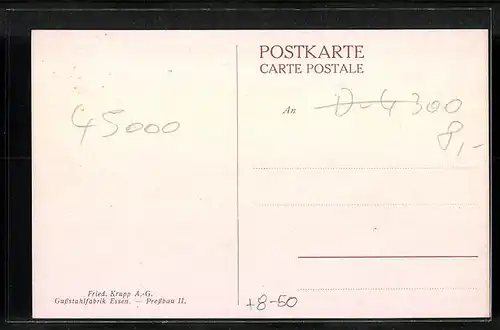 POSTKARTE
CARTE POSTALE
An D-4300
8,-
45000
Fried. Krupp A.-G.
Gußstahlfabrik Essen. — Preßbau II.
+8-50